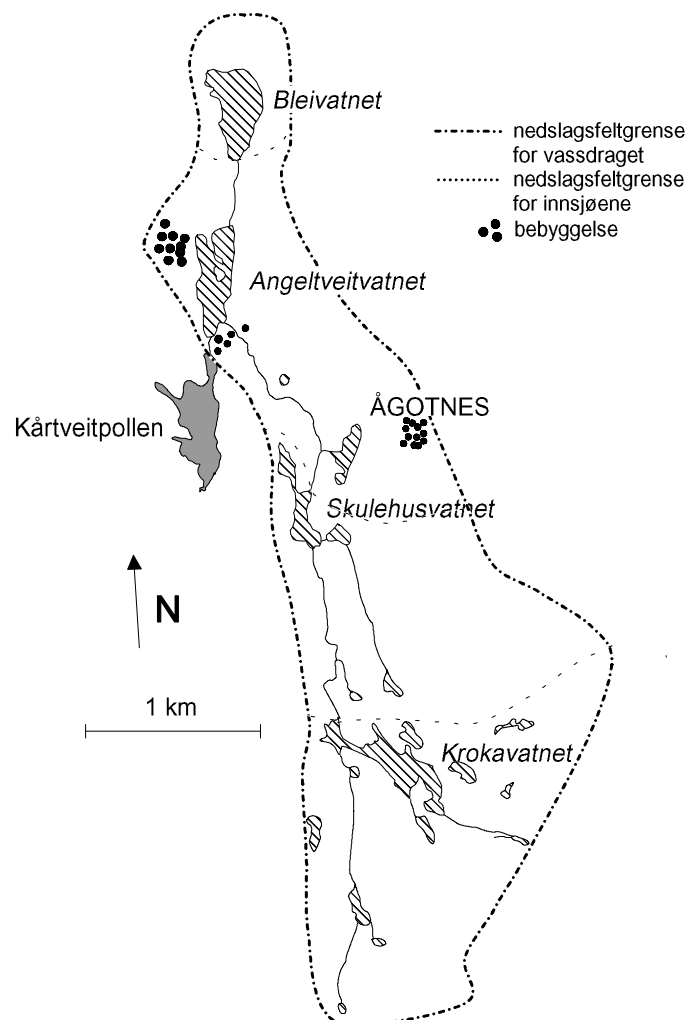 Bleivatnet
nedslagsfeltgrense
for vassdraget
nedslagsfeltgrense
for innsjøene
bebyggelse
Angeltveitvatnet
ÅGOTNES
Kårtveitpollen
Skulehusvatnet
N
1 km
Krokavatnet